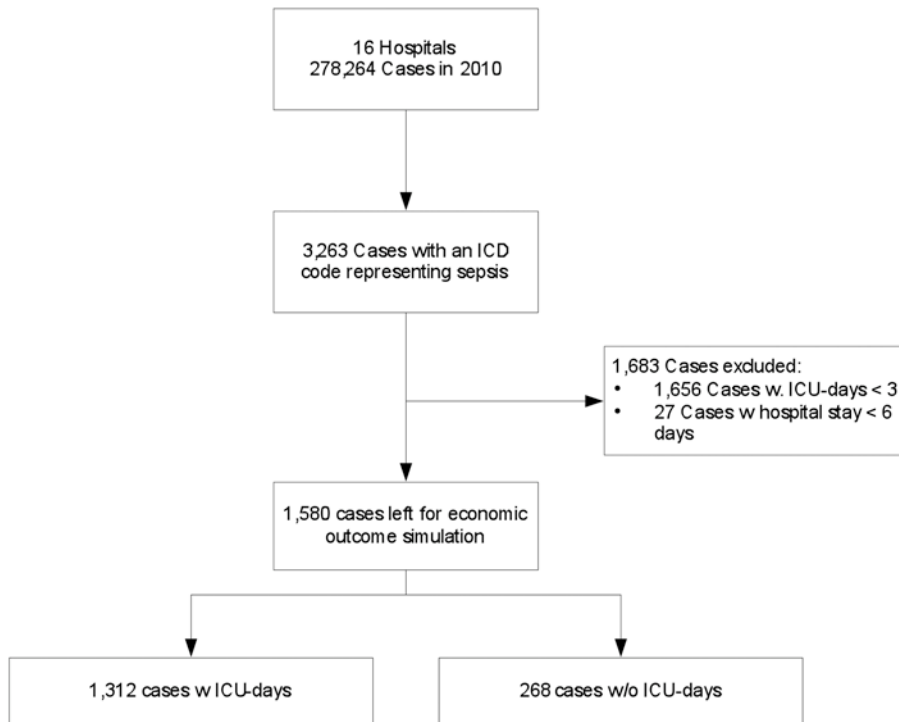 16 Hospitals
278,264 Cases in 2010
3,263 Cases with an ICD
code representing sepsis
1,683 Cases excluded:
• 1,656 Cases w. ICU-days < 3
• 27 Cases w hospital stay < 6
days
1,580 cases left for economic
outcome simulation
1,312 cases w ICU-days
268 cases w/o ICU-days